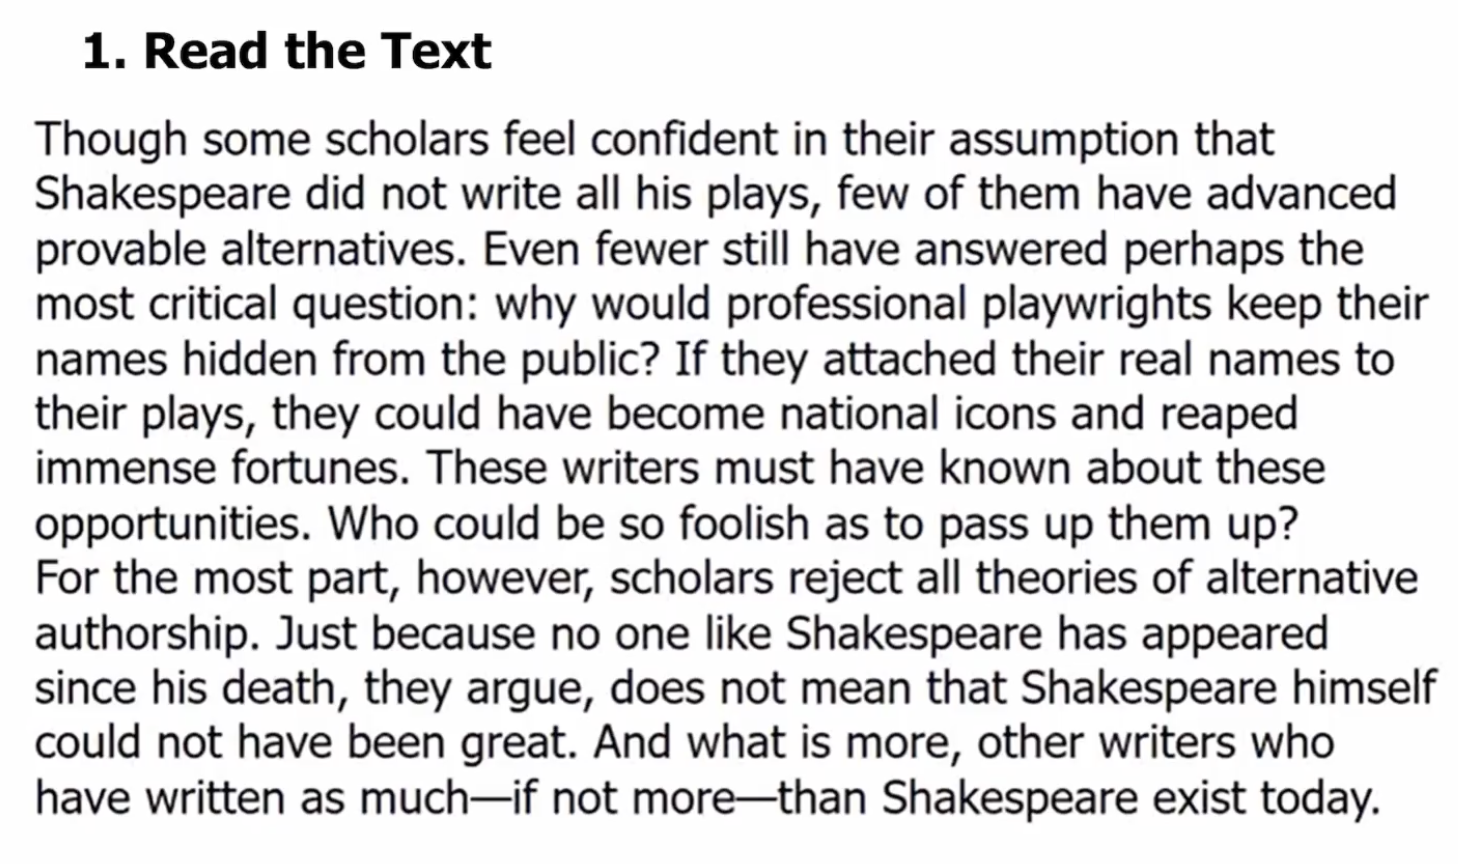 1. Read the Text
Though some scholars feel confident in their assumption that
Shakespeare did not write all his plays, few of them have advanced
provable alternatives. Even fewer still have answered perhaps the
most critical question: why would professional playwrights keep their
names hidden from the public? If they attached their real names to
their plays, they could have become national icons and reaped
immense fortunes. These writers must have known about these
opportunities. Who could be so foolish as to pass up them up?
For the most part, however, scholars reject all theories of alternative
authorship. Just because no one like Shakespeare has appeared
since his death, they argue, does not mean that Shakespeare himself
could not have been great. And what is more, other writers who
have written as much—if not more—than Shakespeare exist today.